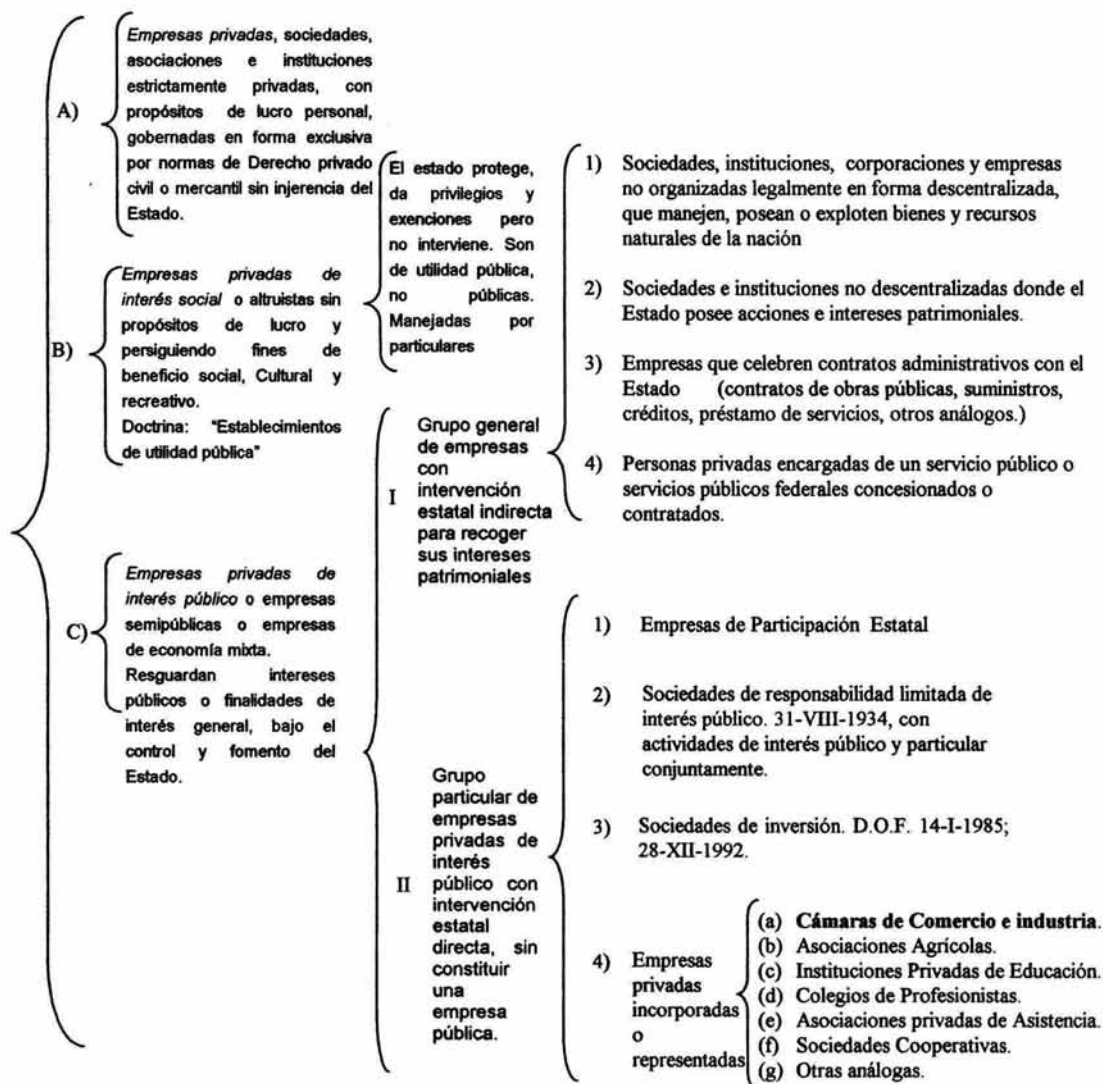 A)
Empresas privadas, sociedades,
asociaciones e instituciones
estrictamente privadas, con
propósitos de lucro personal,
gobernadas en forma exclusiva
por normas de Derecho privado
civil o mercantil sin injerencia del
Estado.
B)
Empresas privadas de
interés social o altruistas sin
propósitos de lucro y
persiguiendo fines de
beneficio social, Cultural y
recreativo.
Doctrina: "Establecimientos
de utilidad pública"
El estado protege,
da privilegios y
exenciones pero
no interviene. Son
de utilidad pública,
no públicas.
Manejadas por
particulares
C)
Empresas privadas de
interés público o empresas
semipúblicas o empresas
de economía mixta.
Resguardan intereses
públicos o finalidades de
interés general, bajo el
control y fomento del
Estado.
I
Grupo general
de empresas
con
intervención
estatal indirecta
para recoger
sus intereses
patrimoniales
1) Sociedades, instituciones, corporaciones y empresas
no organizadas legalmente en forma descentralizada,
que manejen, posean o exploten bienes y recursos
naturales de la nación
2) Sociedades e instituciones no descentralizadas donde el
Estado posee acciones e intereses patrimoniales.
3) Empresas que celebren contratos administrativos con el
Estado (contratos de obras públicas, suministros,
créditos, préstamo de servicios, otros análogos.)
4) Personas privadas encargadas de un servicio público o
servicios públicos federales concesionados o
contratados.
II
Grupo
particular de
empresas
privadas de
interés
público con
intervención
estatal
directa, sin
constituir
una
empresa
pública.
1) Empresas de Participación Estatal
2) Sociedades de responsabilidad limitada de
interés público. 31-VIII-1934, con
actividades de interés público y particular
conjuntamente.
3) Sociedades de inversión. D.O.F. 14-I-1985;
28-XII-1992.
4) Empresas
privadas
incorporadas
o
representadas
(a) Cámaras de Comercio e industria.
(b) Asociaciones Agrícolas.
(c) Instituciones Privadas de Educación.
(d) Colegios de Profesionistas.
(e) Asociaciones privadas de Asistencia.
(f) Sociedades Cooperativas.
(g) Otras análogas.